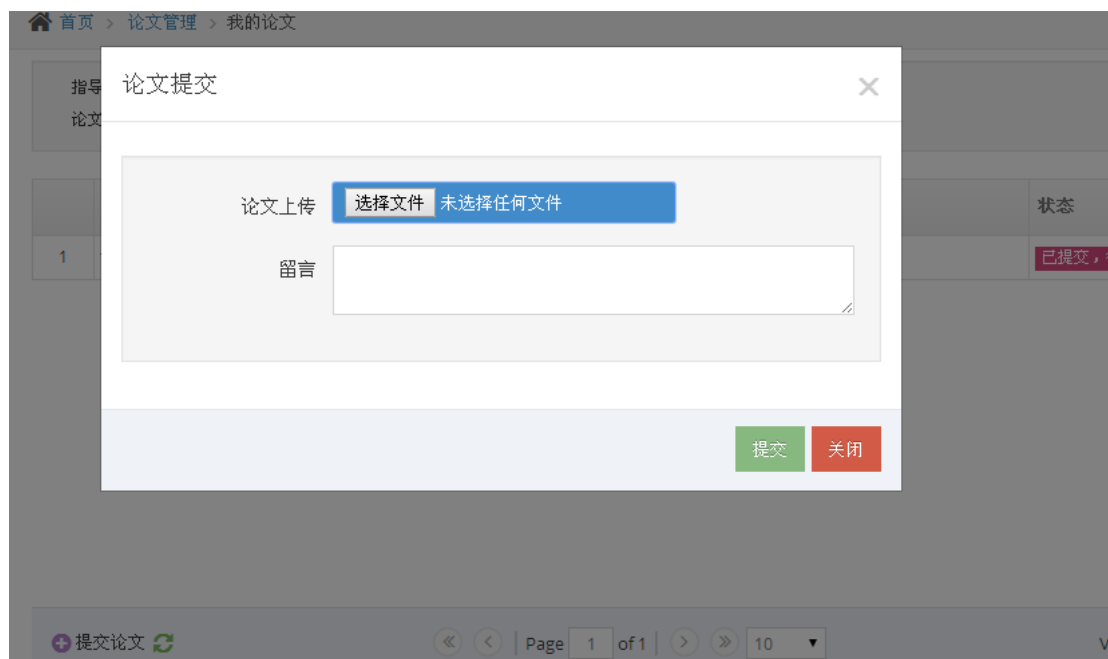 首页 > 论文管理 > 我的论文
论文提交 ×
指导
论文
论文上传 选择文件 未选择任何文件
状态
1
留言
已提交，
提交 关闭
提交论文
Page 1 of 1
10